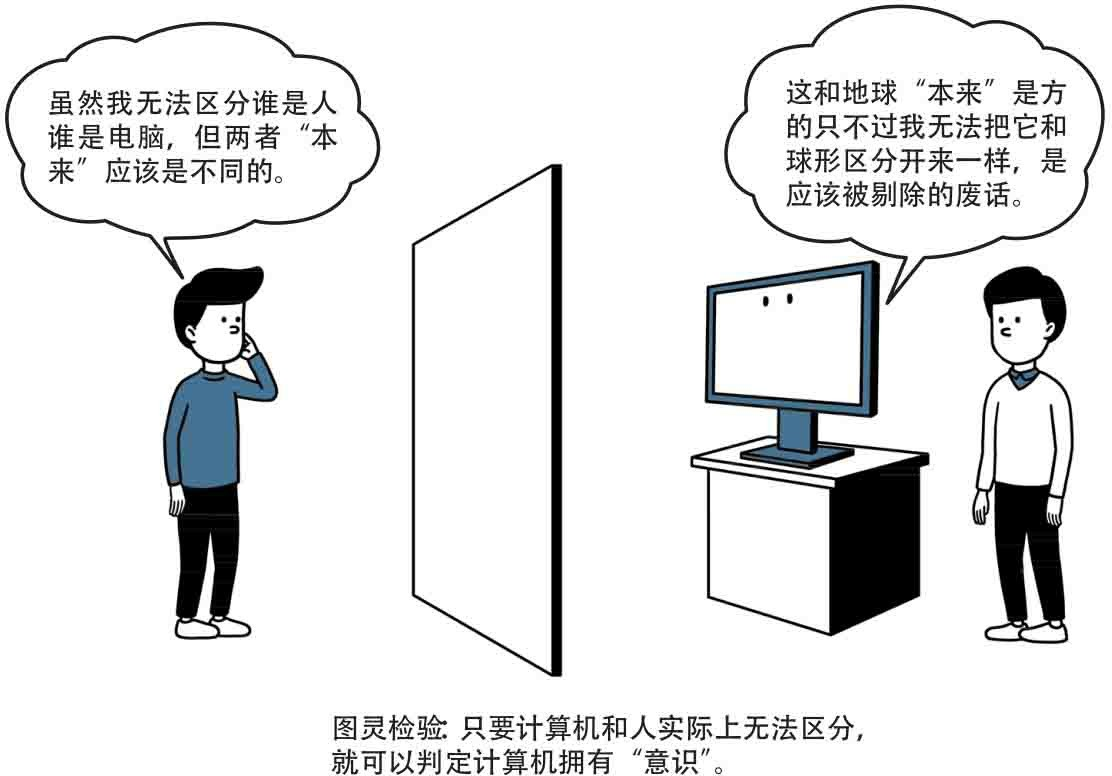 虽然我无法区分谁是人
谁是电脑，但两者“本
来”应该是不同的。
这和地球“本来”是方
的只不过我无法把它和
球形区分开来一样，是
应该被剔除的废话。
图灵检验：只要计算机和人实际上无法区分，
就可以判定计算机拥有“意识”。